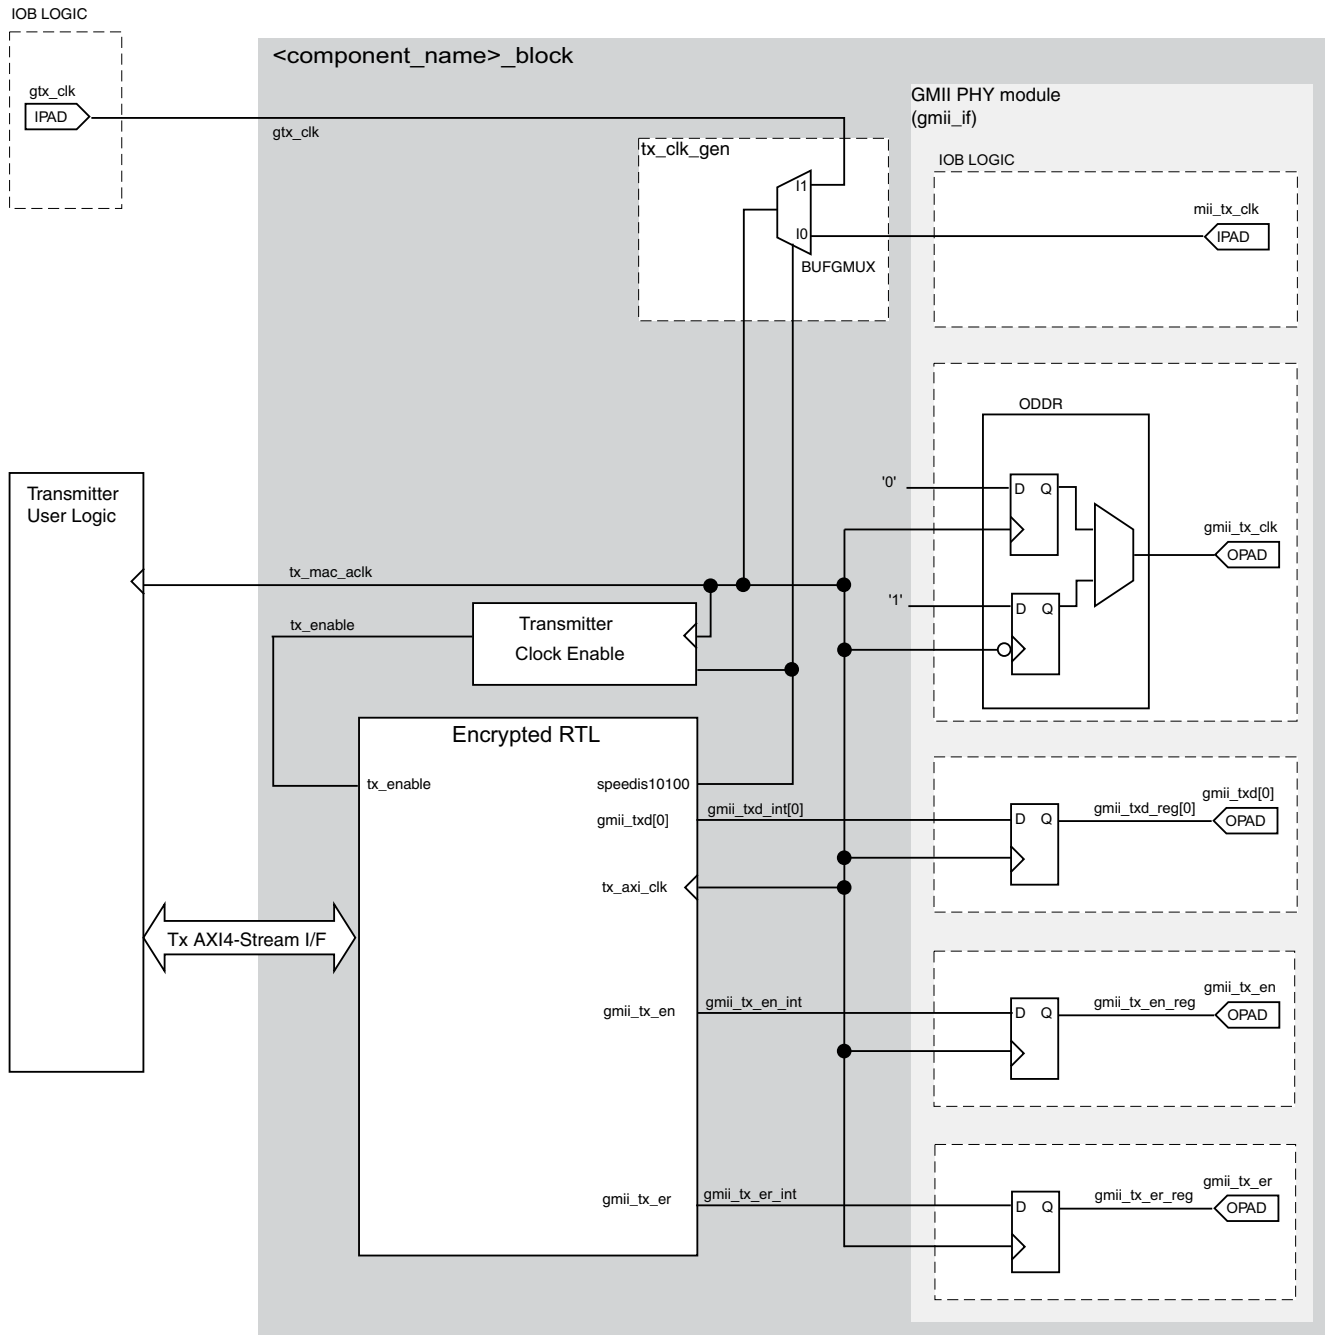 IOB LOGIC
<component_name>_block
gtx_clk
IPAD
gtx_clk
GMII PHY module
(gmii_if)
tx_clk_gen
IOB LOGIC
I1
mii_tx_clk
I0
IPAD
BUFGMUX
ODDR
Transmitter
User Logic
'0'
D Q
gmii_tx_clk
OPAD
tx_mac_aclk
'1'
D Q
tx_enable
Transmitter
Clock Enable
Encrypted RTL
tx_enable
speedis10100
gmii_txd[0]
gmii_txd_int[0]
D Q
gmii_txd_reg[0]
gmii_txd[0]
OPAD
tx_axi_clk
Tx AXI4-Stream I/F
gmii_tx_en
gmii_tx_en_int
D Q
gmii_tx_en_reg
gmii_tx_en
OPAD
gmii_tx_er
gmii_tx_er_int
D Q
gmii_tx_er_reg
gmii_tx_er
OPAD